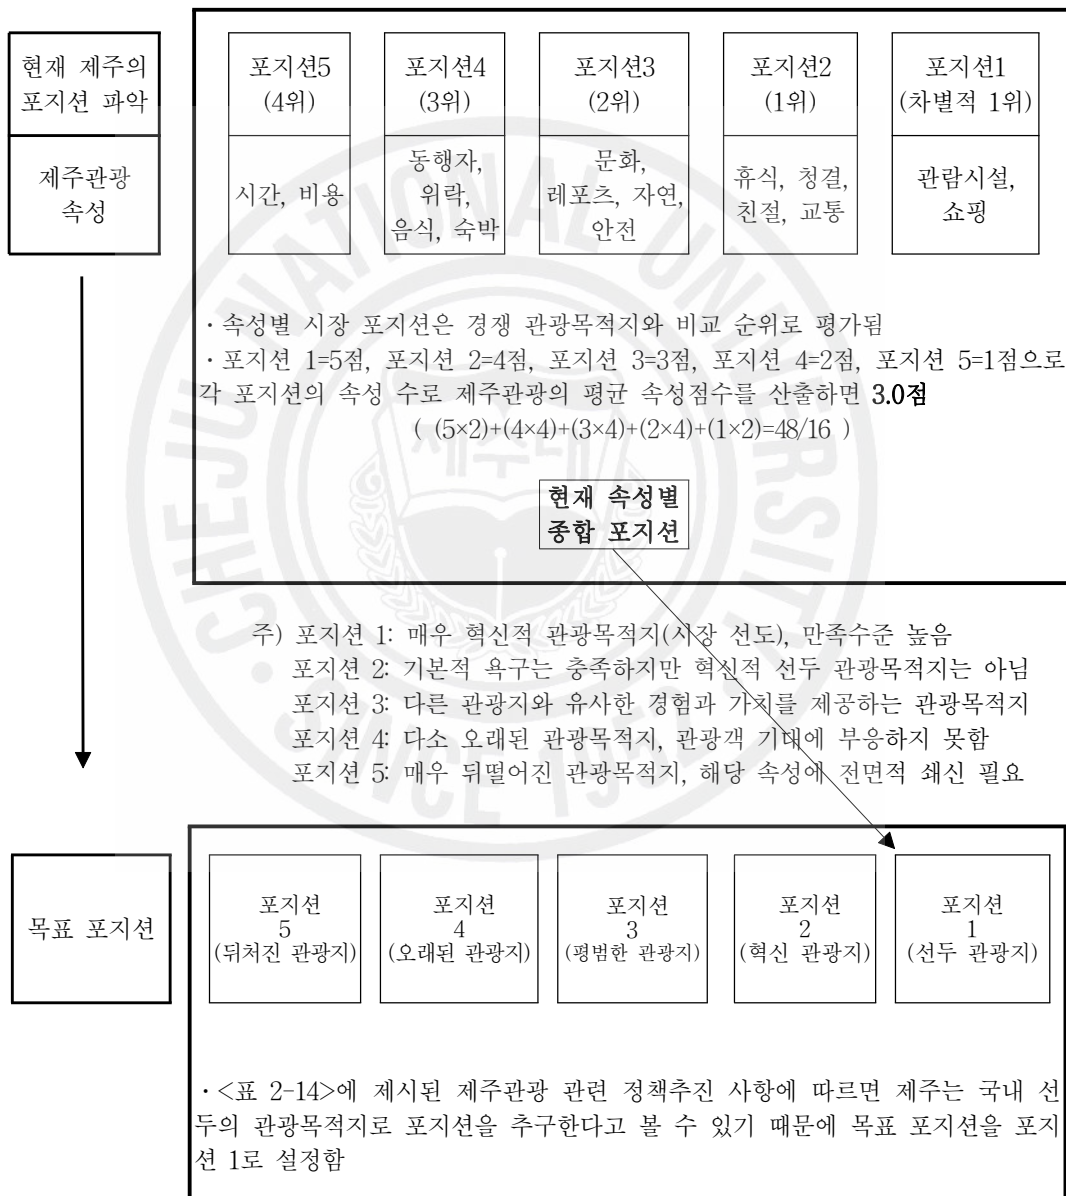 현재 제주의
포지션 파악
제주관광
속성
포지션5
(4위)
시간, 비용
포지션4
(3위)
동행자,
위락,
음식, 숙박
포지션3
(2위)
문화,
레포츠, 자연,
안전
포지션2
(1위)
휴식, 청결,
친절, 교통
포지션1
(차별적 1위)
관람시설,
쇼핑
· 속성별 시장 포지션은 경쟁 관광목적지와 비교 순위로 평가됨
· 포지션 1=5점, 포지션 2=4점, 포지션 3=3점, 포지션 4=2점, 포지션 5=1점으로
각 포지션의 속성 수로 제주관광의 평균 속성점수를 산출하면 3.0점
( (5×2)+(4×4)+(3×4)+(2×4)+(1×2)=48/16 )
현재 속성별
종합 포지션
주) 포지션 1: 매우 혁신적 관광목적지(시장 선도), 만족수준 높음
포지션 2: 기본적 욕구는 충족하지만 혁신적 선두 관광목적지는 아님
포지션 3: 다른 관광지와 유사한 경험과 가치를 제공하는 관광목적지
포지션 4: 다소 오래된 관광목적지, 관광객 기대에 부응하지 못함
포지션 5: 매우 뒤떨어진 관광목적지, 해당 속성에 전면적 쇄신 필요
목표 포지션
포지션
5
(뒤처진 관광지)
포지션
4
(오래된 관광지)
포지션
3
(평범한 관광지)
포지션
2
(혁신 관광지)
포지션
1
(선두 관광지)
· <표 2-14>에 제시된 제주관광 관련 정책추진 사항에 따르면 제주는 국내 선
두의 관광목적지로 포지션을 추구한다고 볼 수 있기 때문에 목표 포지션을 포지
션 1로 설정함
CHEJU NATIONAL UNIVERSITY
SINCE 1952
제주대